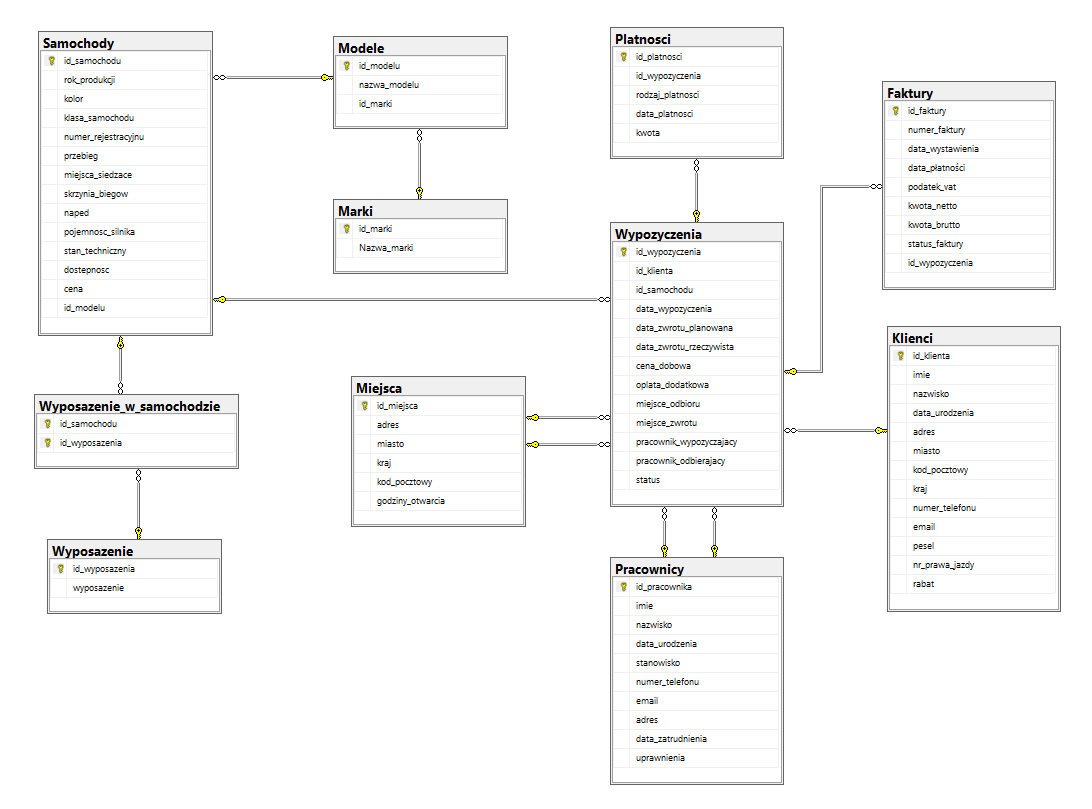 Samochody
id_samochodu
rok_produkcji
kolor
klasa_samochodu
numer_rejestracyjnu
przebieg
miejsca_siedzace
skrzynia_biegow
naped
pojemnosc_silnika
stan_techniczny
dostepnosc
cena
id_modelu
Modele
id_modelu
nazwa_modelu
id_marki
Marki
id_marki
Nazwa_marki
Platnosci
id_platnosci
id_wypozyczenia
rodzaj_platnosci
data_platnosci
kwota
Faktury
id_faktury
numer_faktury
data_wystawienia
data_płatności
podatek_vat
kwota_netto
kwota_brutto
status_faktury
id_wypozyczenia
Wypozyczenia
id_wypozyczenia
id_klienta
id_samochodu
data_wypozyczenia
data_zwrotu_planowana
data_zwrotu_rzeczywista
cena_dobowa
oplata_dodatkowa
miejsce_odbioru
miejsce_zwrotu
pracownik_wypozyczajacy
pracownik_odbierajacy
status
Klienci
id_klienta
imie
nazwisko
data_urodzenia
adres
miasto
kod_pocztowy
kraj
numer_telefonu
email
pesel
nr_prawa_jazdy
rabat
Miejsca
id_miejsca
adres
miasto
kraj
kod_pocztowy
godziny_otwarcia
Wyposazenie_w_samochodzie
id_samochodu
id_wyposazenia
Wyposazenie
id_wyposazenia
wyposazenie
Pracownicy
id_pracownika
imie
nazwisko
data_urodzenia
stanowisko
numer_telefonu
email
adres
data_zatrudnienia
uprawnienia